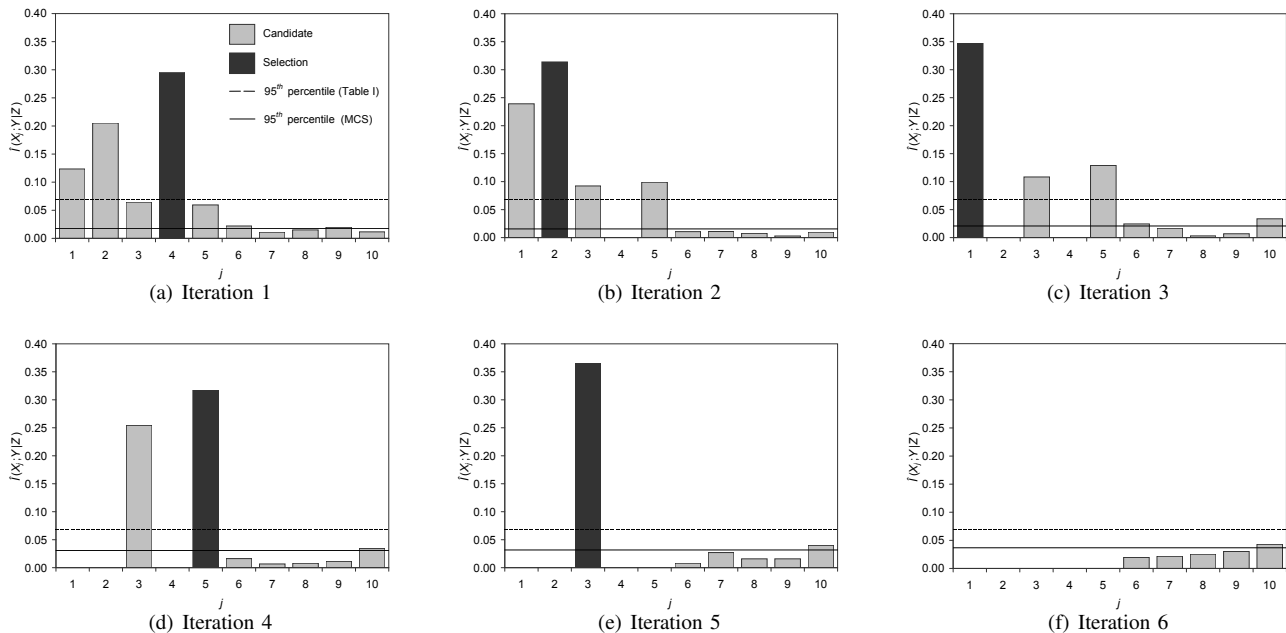 0.40
0.35
0.30
0.25
0.20
0.15
0.10
0.05
0.00
Î(Xj;Y|Z)
Candidate
Selection
95th percentile (Table I)
95th percentile (MCS)
1 2 3 4 5 6 7 8 9 10
j
(a) Iteration 1
0.40
0.35
0.30
0.25
0.20
0.15
0.10
0.05
0.00
Î(Xj;Y|Z)
1 2 3 4 5 6 7 8 9 10
j
(b) Iteration 2
0.40
0.35
0.30
0.25
0.20
0.15
0.10
0.05
0.00
Î(Xj;Y|Z)
1 2 3 4 5 6 7 8 9 10
j
(c) Iteration 3
0.40
0.35
0.30
0.25
0.20
0.15
0.10
0.05
0.00
Î(Xj;Y|Z)
1 2 3 4 5 6 7 8 9 10
j
(d) Iteration 4
0.40
0.35
0.30
0.25
0.20
0.15
0.10
0.05
0.00
Î(Xj;Y|Z)
1 2 3 4 5 6 7 8 9 10
j
(e) Iteration 5
0.40
0.35
0.30
0.25
0.20
0.15
0.10
0.05
0.00
Î(Xj;Y|Z)
1 2 3 4 5 6 7 8 9 10
j
(f) Iteration 6